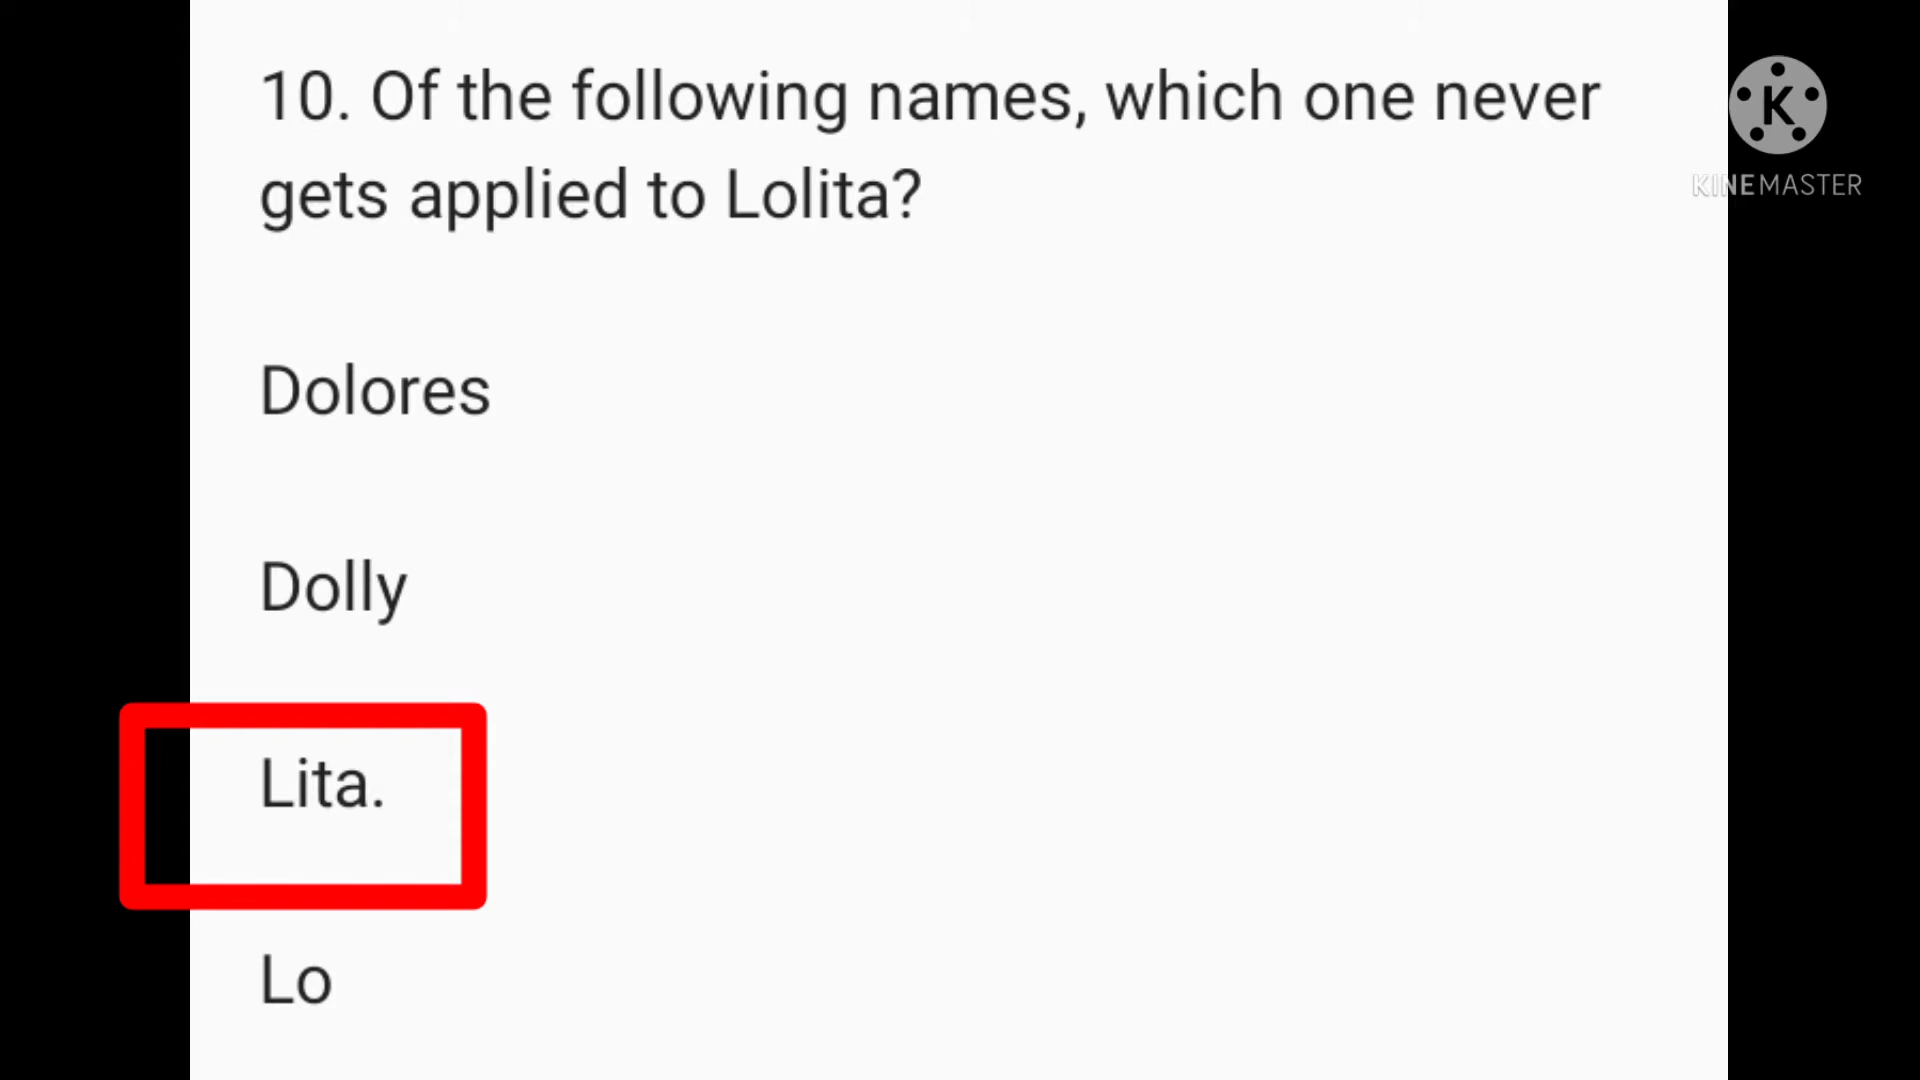 10. Of the following names, which one never
gets applied to Lolita?
K
KINEMASTER
Dolores
Dolly
Lita.
Lo